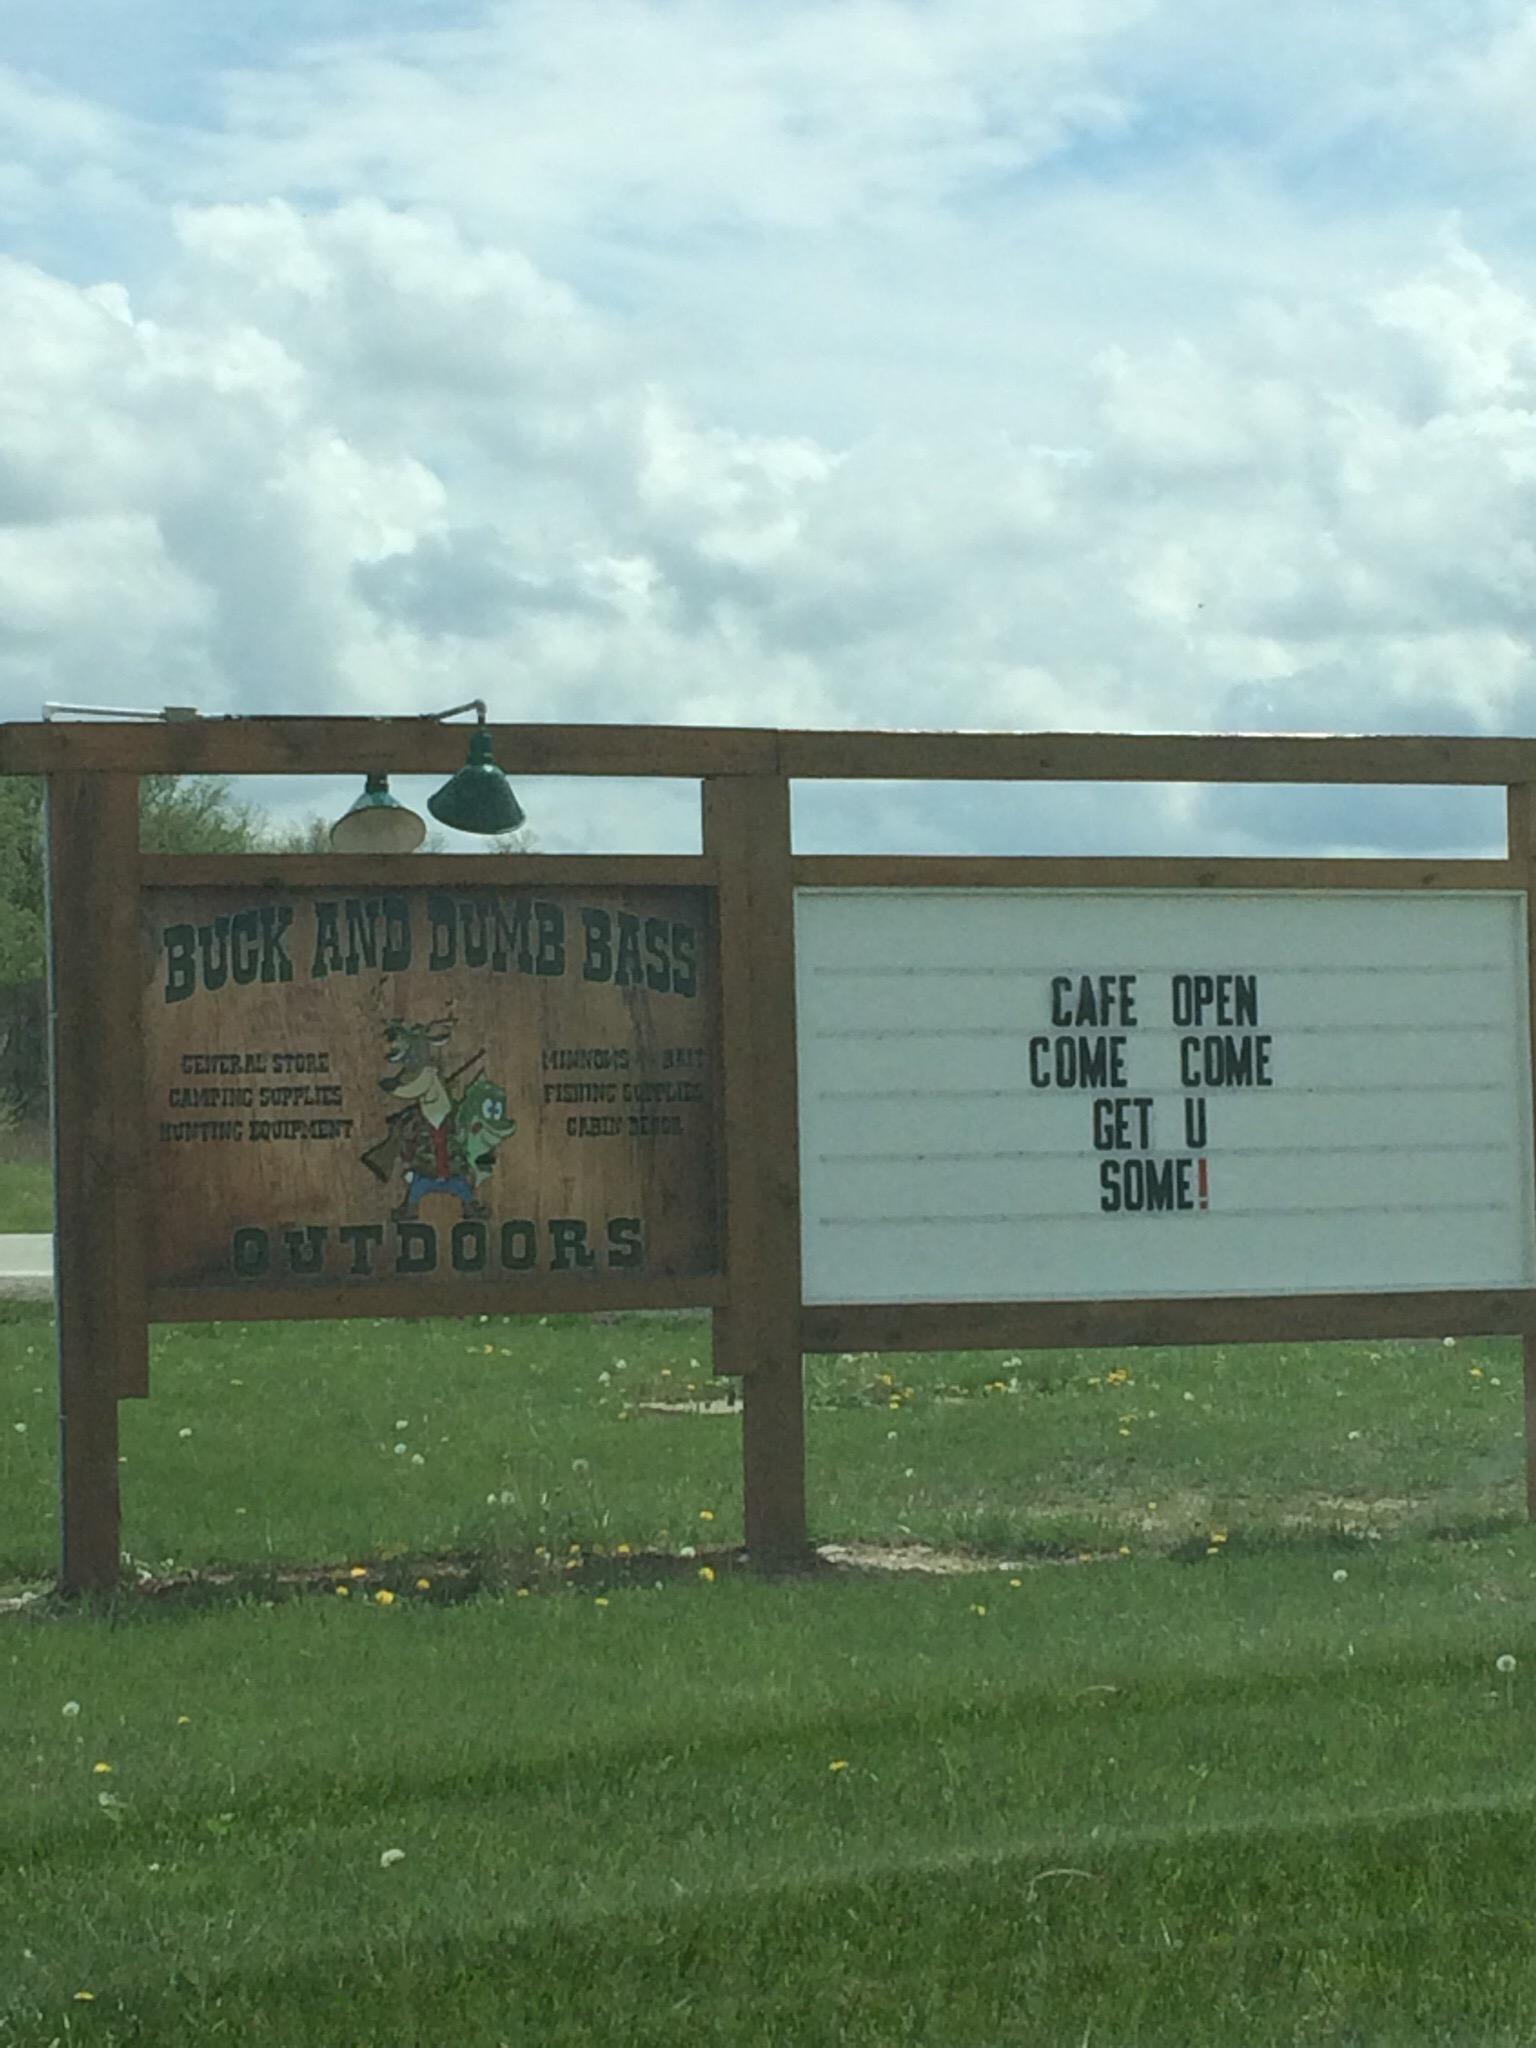 BUCK AND DUMB BASS
GENERAL STORE
CAMPING SUPPLIES
HUNTING EQUIPMENT
MINNOWS - BAIT
FISHING SUPPLIES
CABIN DECOR
OUTDOORS
CAFE OPEN
COME COME
GET U
SOME!